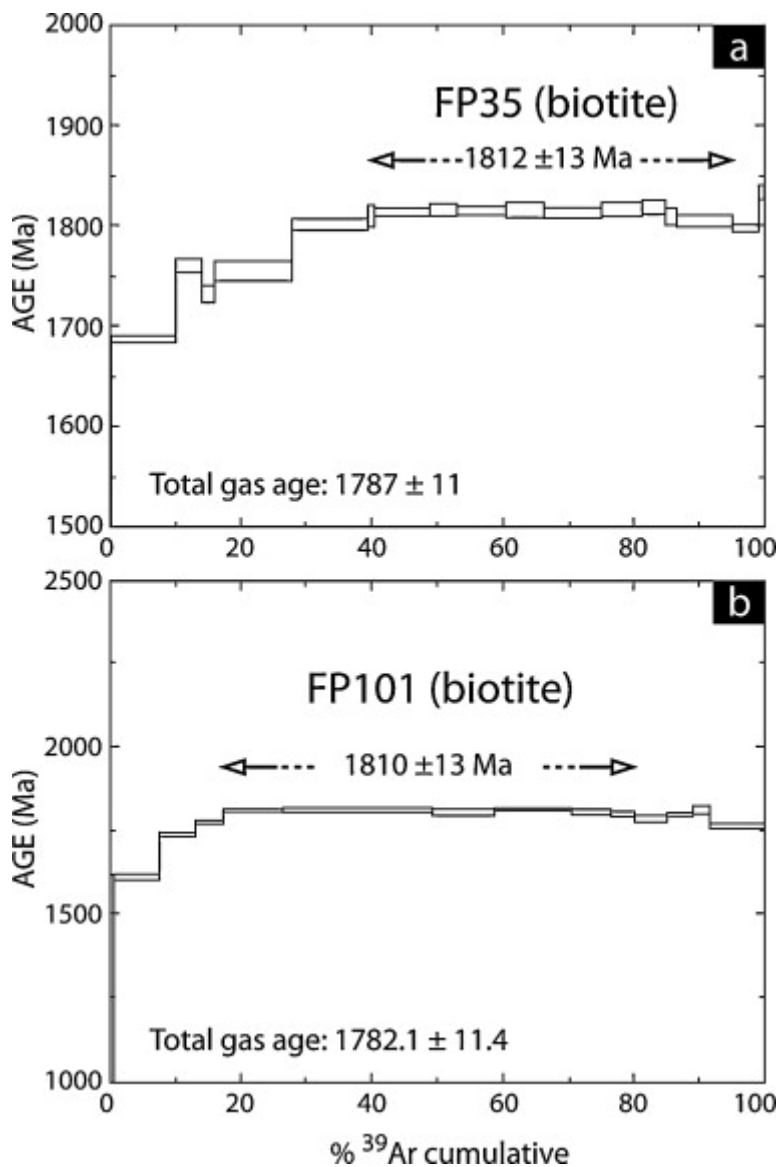 2000
a
FP35 (biotite)
1900
1812 ±13 Ma
1800
AGE (Ma)
1700
1600
Total gas age: 1787 ± 11
1500
0 20 40 60 80 100
2500
b
FP101 (biotite)
2000
1810 ±13 Ma
AGE (Ma)
1500
Total gas age: 1782.1 ± 11.4
1000
0 20 40 60 80 100
% ³⁹Ar cumulative